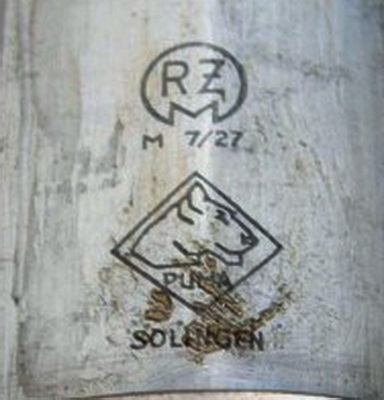 RZM
M 7/27
PUMA
SOLINGEN